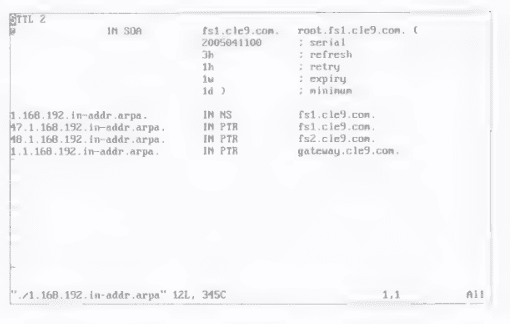 $TTL 2
@ IN SOA fs1.cle9.com. root.fs1.cle9.com. (
2005041100 ; serial
3h ; refresh
1h ; retry
1w ; expiry
1d ) ; minimum
1.168.192.in-addr.arpa. IN NS fs1.cle9.com.
47.1.168.192.in-addr.arpa. IN PTR fs1.cle9.com.
48.1.168.192.in-addr.arpa. IN PTR fs2.cle9.com.
1.1.168.192.in-addr.arpa. IN PTR gateway.cle9.com.
"./1.168.192.in-addr.arpa" 12L, 345C 1,1 All